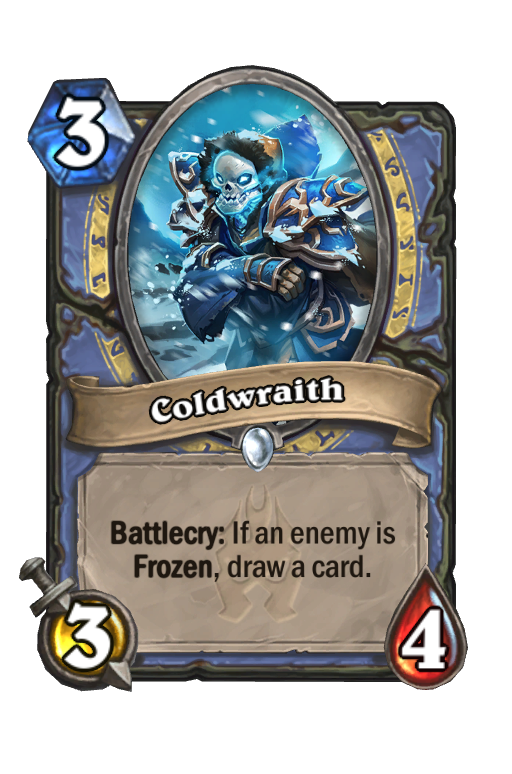 3
Coldwraith
Battlecry: If an enemy is
Frozen, draw a card.
3
4